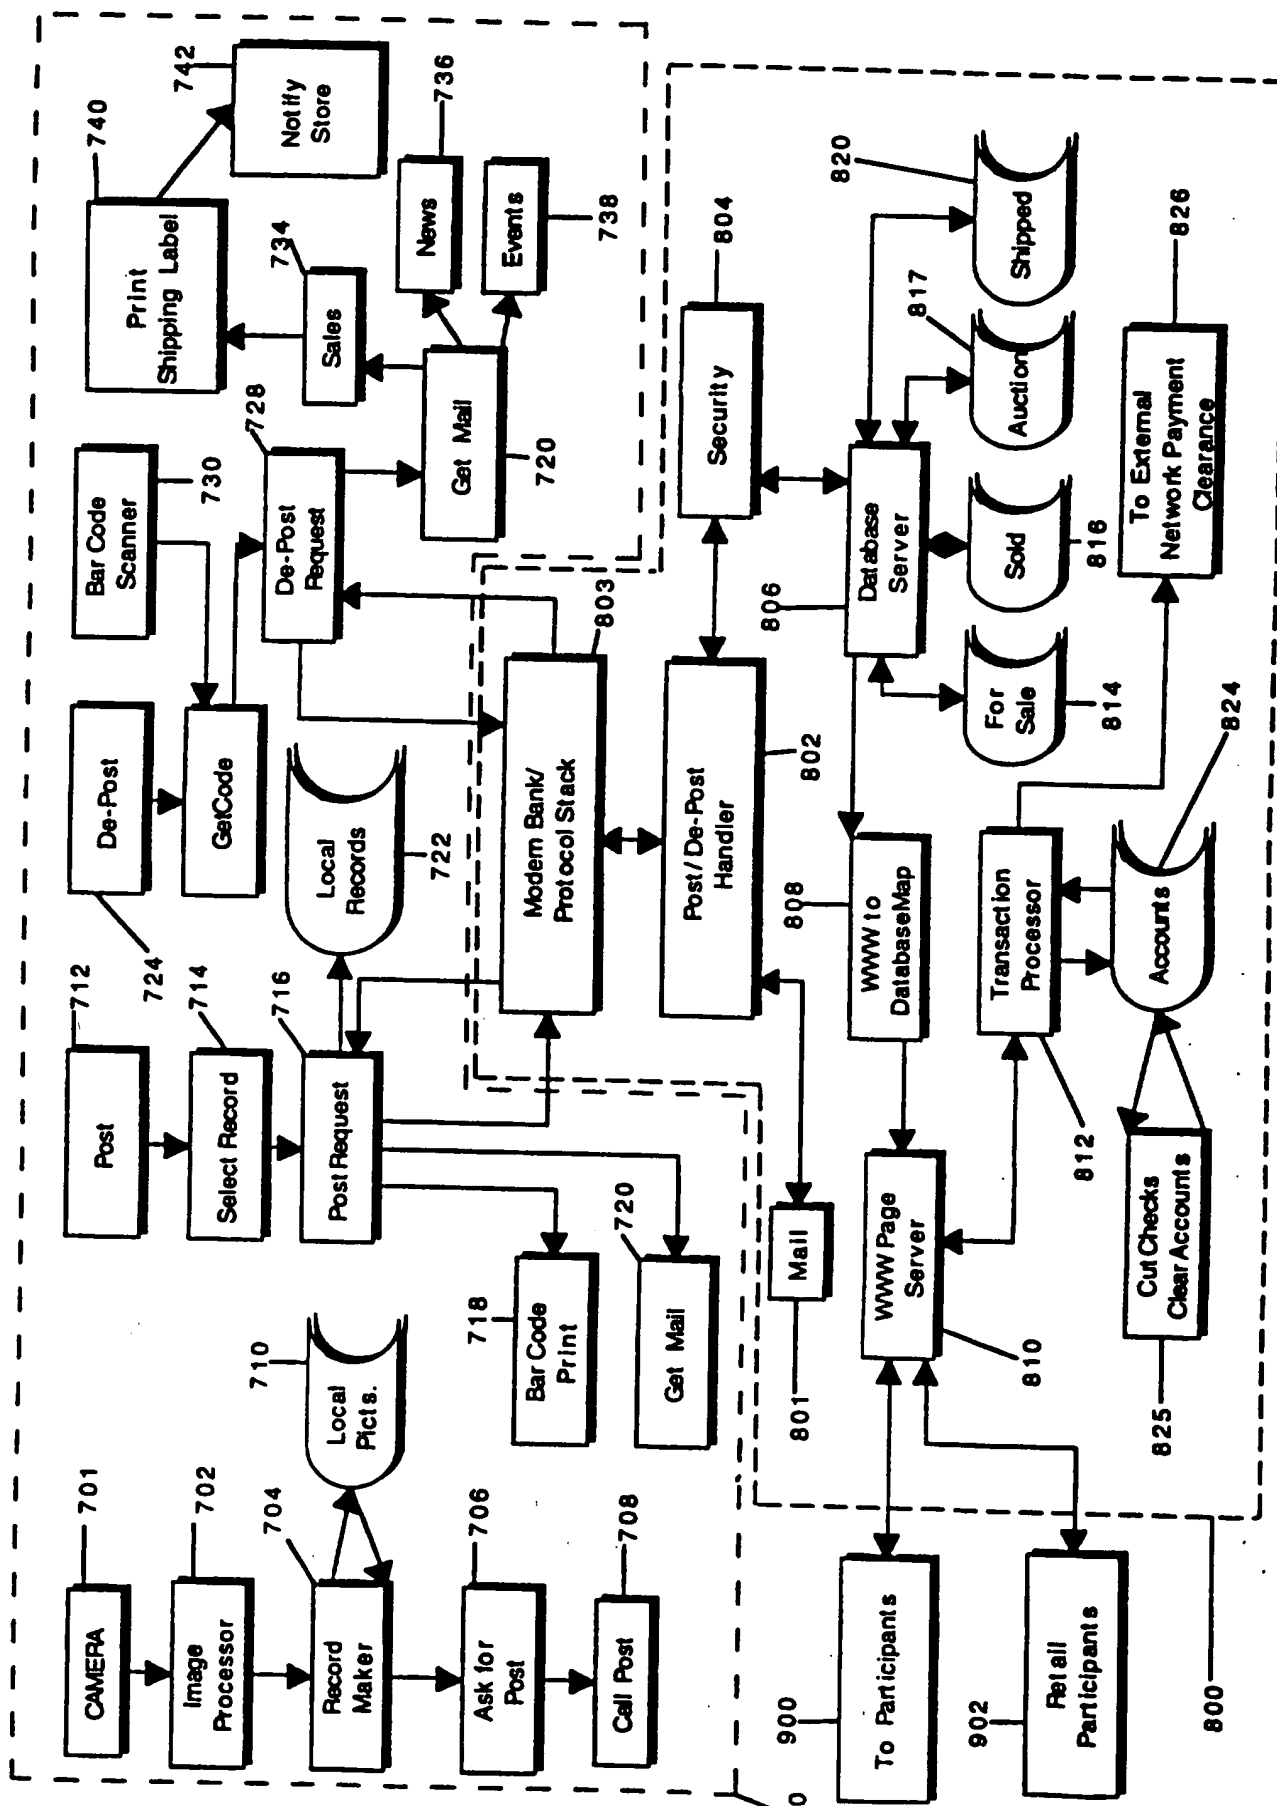 CAMERA
701
Image
Processor
702
Record
Maker
704
Local
Picts.
710
Ask for
Post
706
Call Post
708
Post
712
Select Record
714
Post Request
716
Local
Records
722
Bar Code
Print
718
Get Mail
720
De-Post
724
GetCode
Bar Code
Scanner
730
De-Post
Request
728
Get Mail
720
Sales
734
Print
Shipping Label
740
Notify
Store
742
News
736
Events
738
Modem Bank/
Protocol Stack
803
Post/De-Post
Handler
802
Security
804
Mail
801
Database
Server
806
WWW to
DatabaseMap
808
WWW Page
Server
810
For
Sale
814
Sold
816
Auction
817
Shipped
820
Transaction
Processor
812
Accounts
824
Cut Checks
Clear Accounts
825
To External
Network Payment
Clearance
826
To Participants
900
Retail
Participants
902
800
0